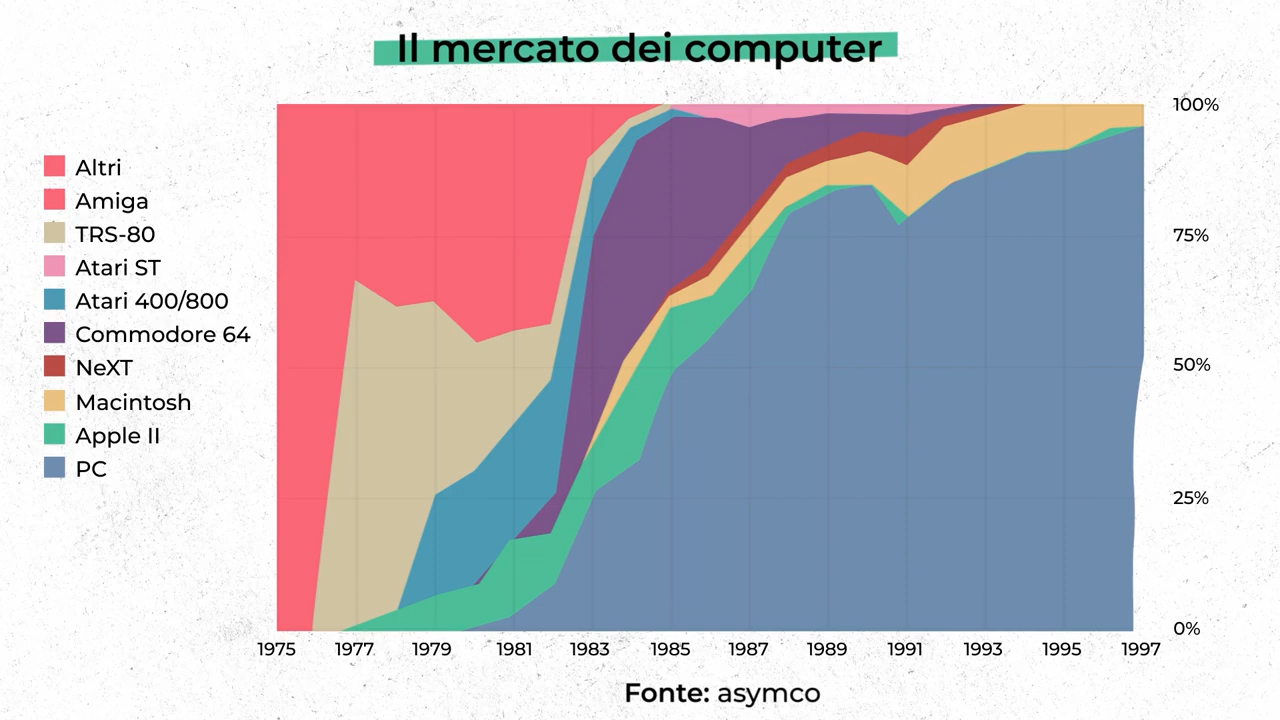 Il mercato dei computer
Altri
Amiga
TRS-80
Atari ST
Atari 400/800
Commodore 64
NeXT
Macintosh
Apple II
PC
100%
75%
50%
25%
0%
1975 1977 1979 1981 1983 1985 1987 1989 1991 1993 1995 1997
Fonte: asymco